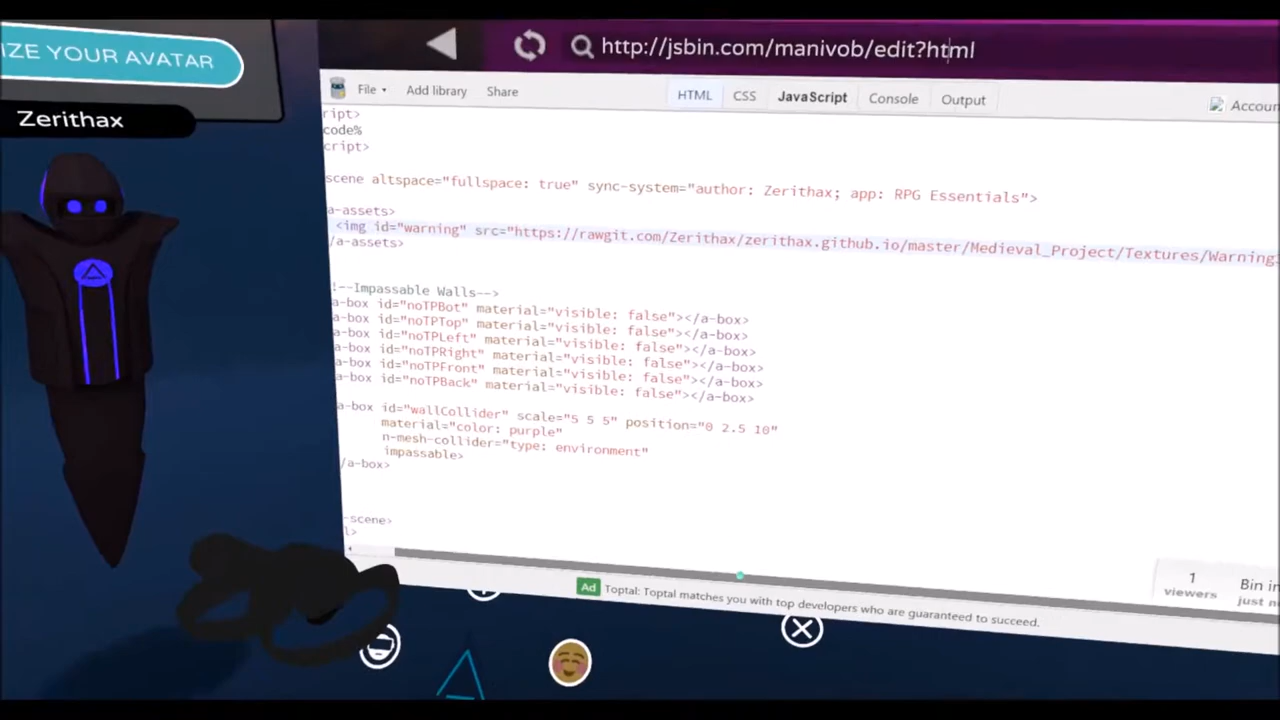 IZE YOUR AVATAR
Zerithax
http://jsbin.com/manivob/edit?html
File
Add library
Share
HTML
CSS
JavaScript
Console
Output
Accoun
ript>
code%
cript>
scene altspace="fullspace: true" sync-system="author: Zerithax; app: RPG Essentials">
a-assets>
<img id="warning" src="https://rawgit.com/Zerithax/zerithax.github.io/master/Medieval_Project/Textures/Warning
/a-assets>
!--Impassable Walls-->
a-box id="noTPBot" material="visible: false"></a-box>
a-box id="noTPTop" material="visible: false"></a-box>
a-box id="noTPLeft" material="visible: false"></a-box>
a-box id="noTPRight" material="visible: false"></a-box>
a-box id="noTPFront" material="visible: false"></a-box>
a-box id="noTPBack" material="visible: false"></a-box>
a-box id="wallCollider" scale="5 5 5" position="0 2.5 10"
material="color: purple"
n-mesh-collider="type: environment"
impassable>
/a-box>
-scene>
l>
Ad Toptal: Toptal matches you with top developers who are guaranteed to succeed.
1
viewers
Bin in
just m